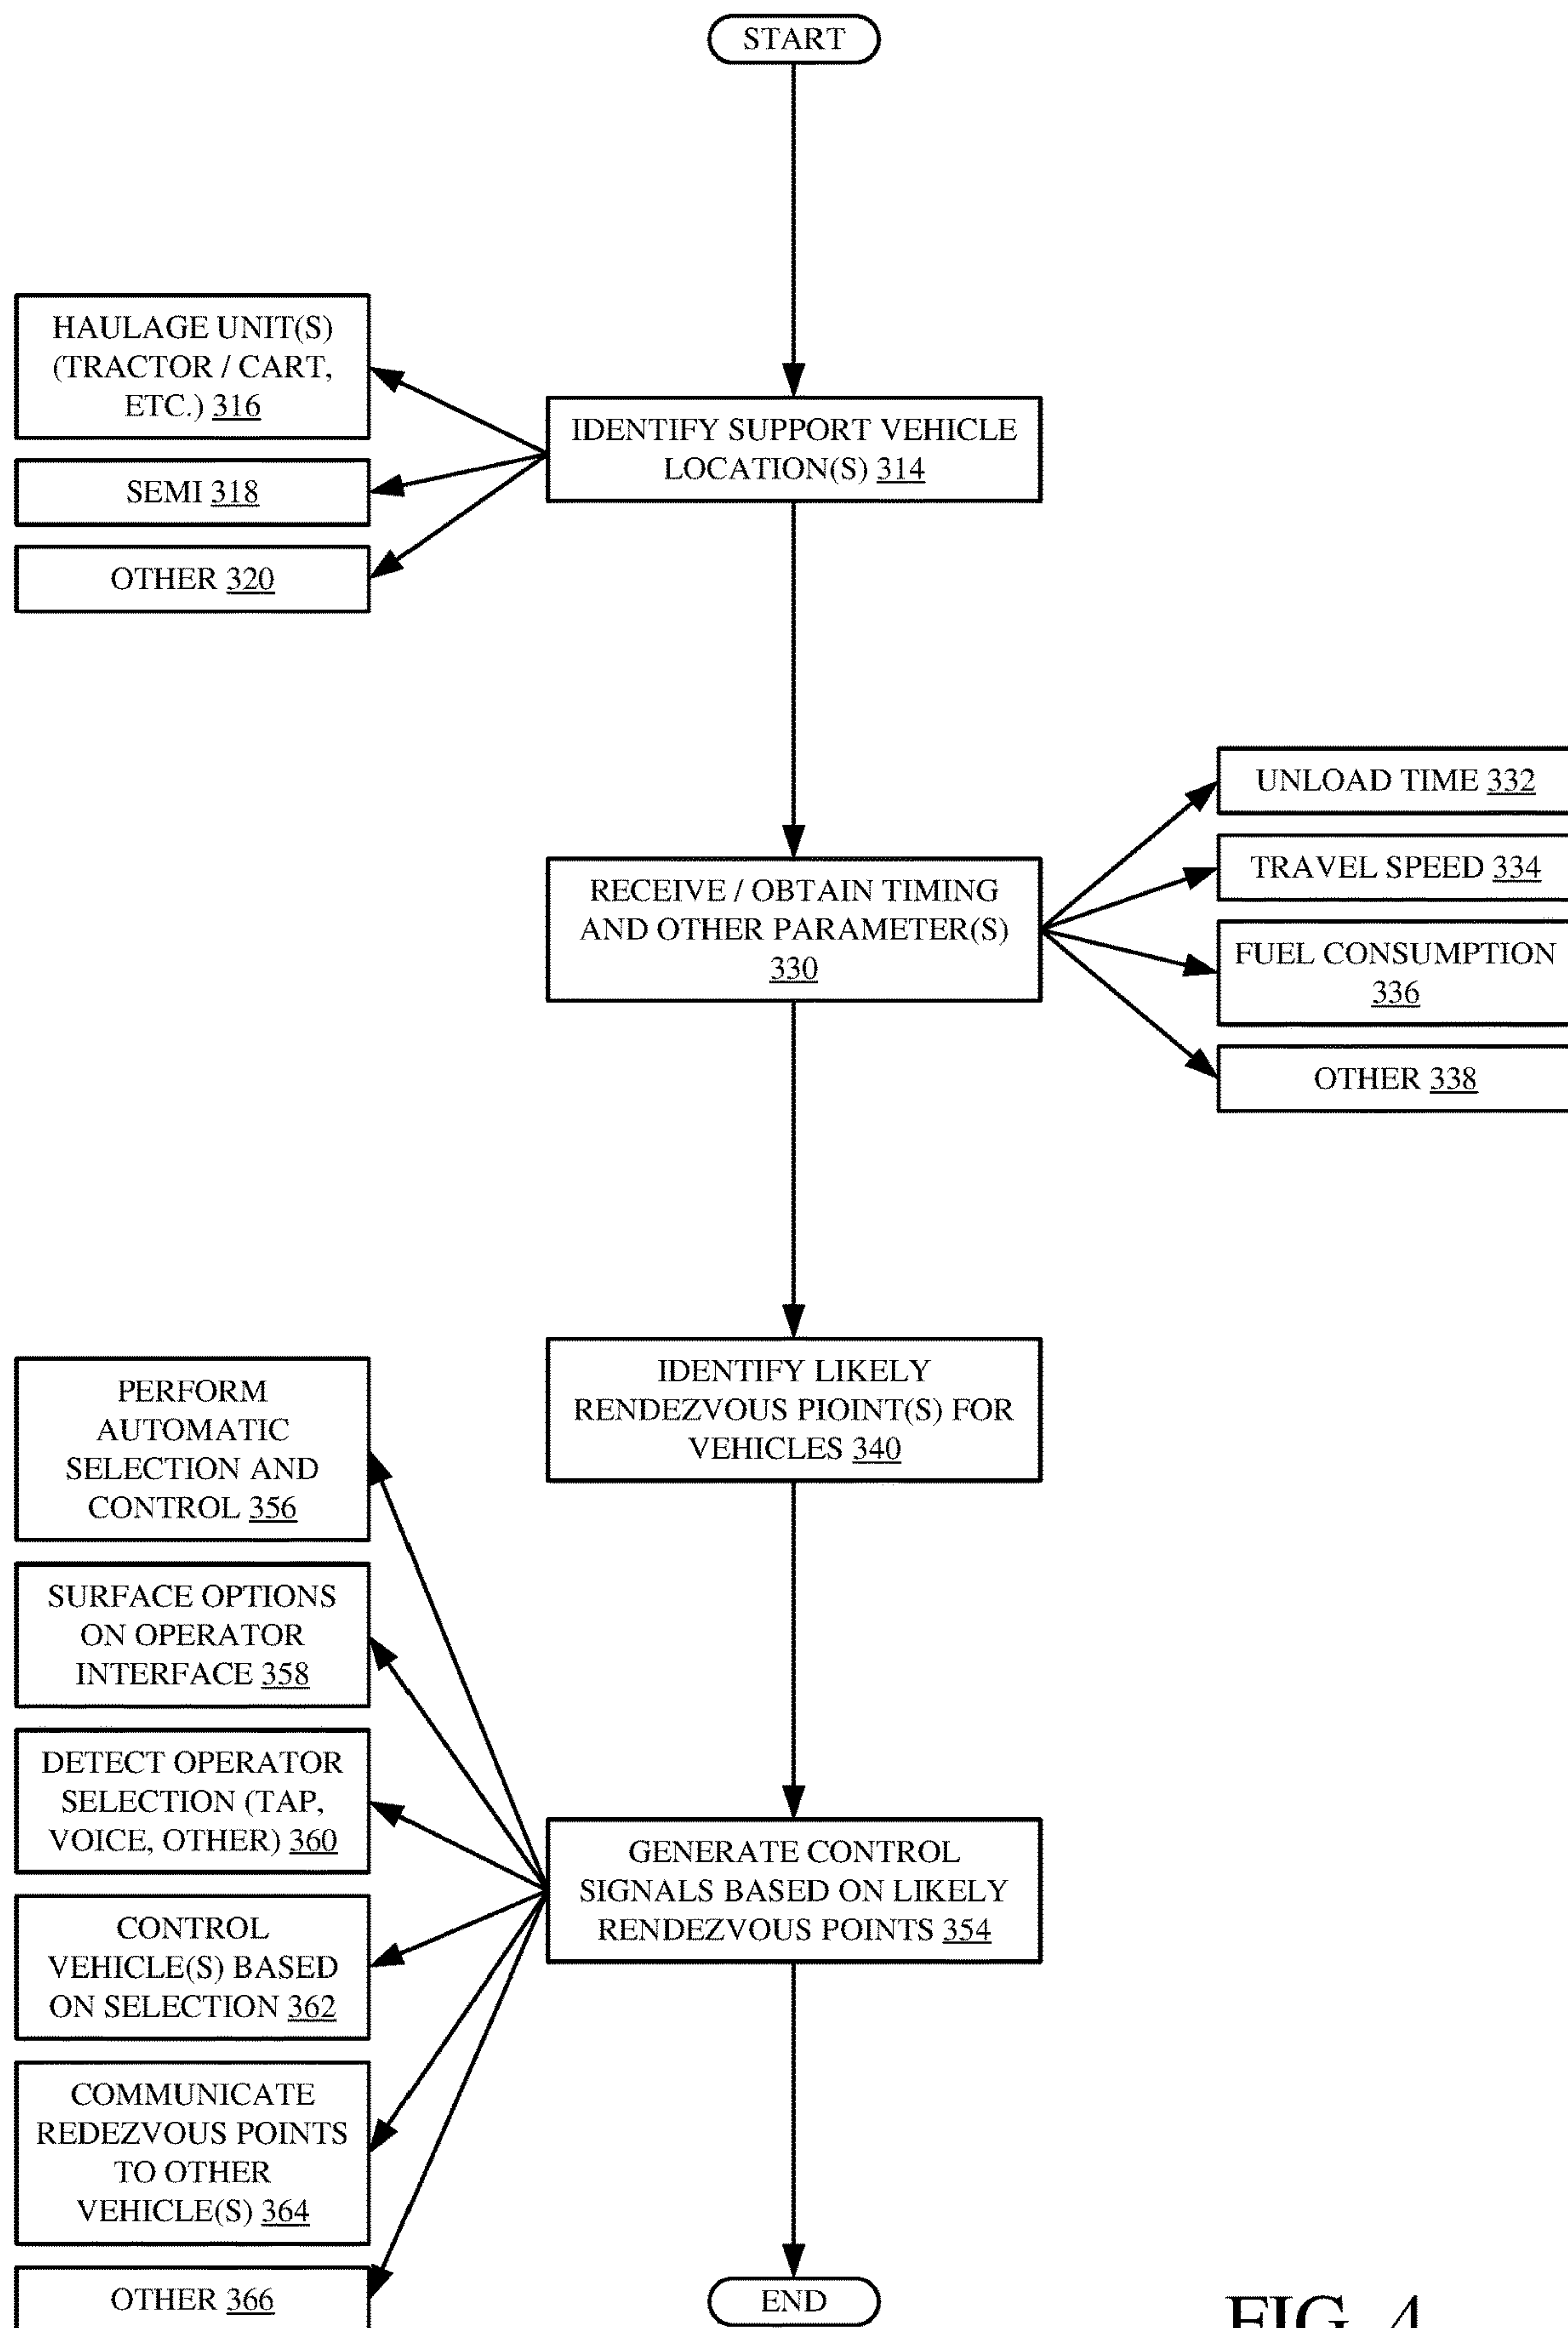 START
HAULAGE UNIT(S)
(TRACTOR / CART,
ETC.) 316
SEMI 318
OTHER 320
IDENTIFY SUPPORT VEHICLE
LOCATION(S) 314
UNLOAD TIME 332
TRAVEL SPEED 334
FUEL CONSUMPTION
336
OTHER 338
RECEIVE / OBTAIN TIMING
AND OTHER PARAMETER(S)
330
IDENTIFY LIKELY
RENDEZVOUS PIOINT(S) FOR
VEHICLES 340
PERFORM
AUTOMATIC
SELECTION AND
CONTROL 356
SURFACE OPTIONS
ON OPERATOR
INTERFACE 358
DETECT OPERATOR
SELECTION (TAP,
VOICE, OTHER) 360
CONTROL
VEHICLE(S) BASED
ON SELECTION 362
COMMUNICATE
REDEZVOUS POINTS
TO OTHER
VEHICLE(S) 364
OTHER 366
GENERATE CONTROL
SIGNALS BASED ON LIKELY
RENDEZVOUS POINTS 354
END
FIG. 4